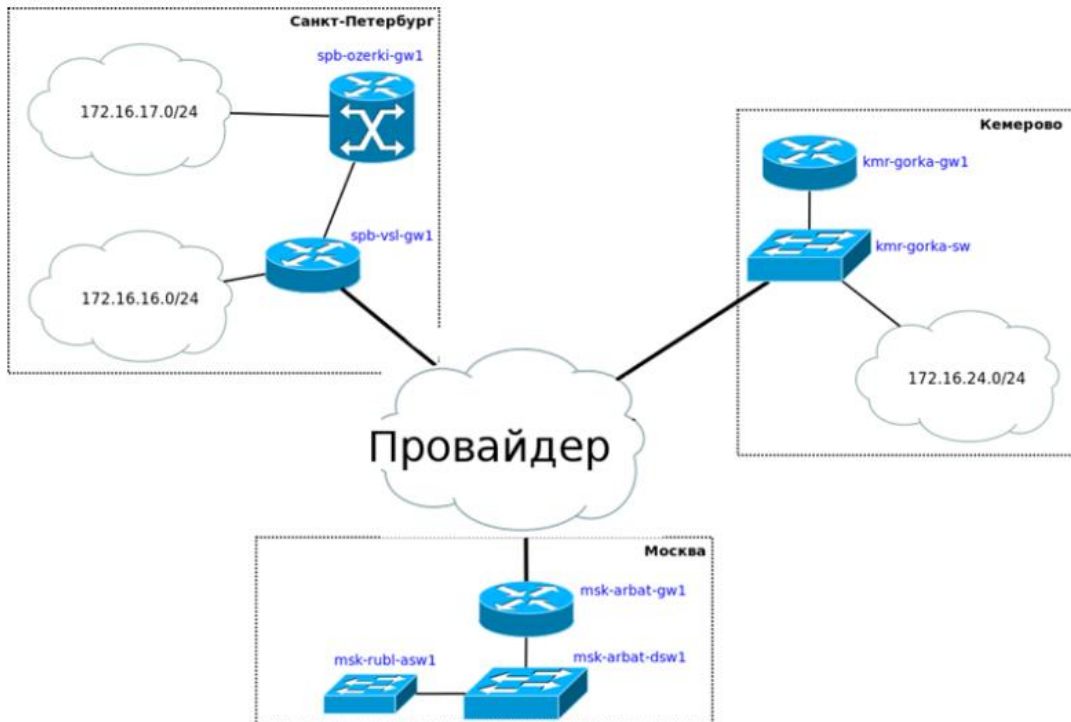 Санкт-Петербург
spb-ozerki-gw1
172.16.17.0/24
spb-vsl-gw1
172.16.16.0/24
Кемерово
kmr-gorka-gw1
kmr-gorka-sw
172.16.24.0/24
Провайдер
Москва
msk-arbat-gw1
msk-rubl-asw1
msk-arbat-dsw1